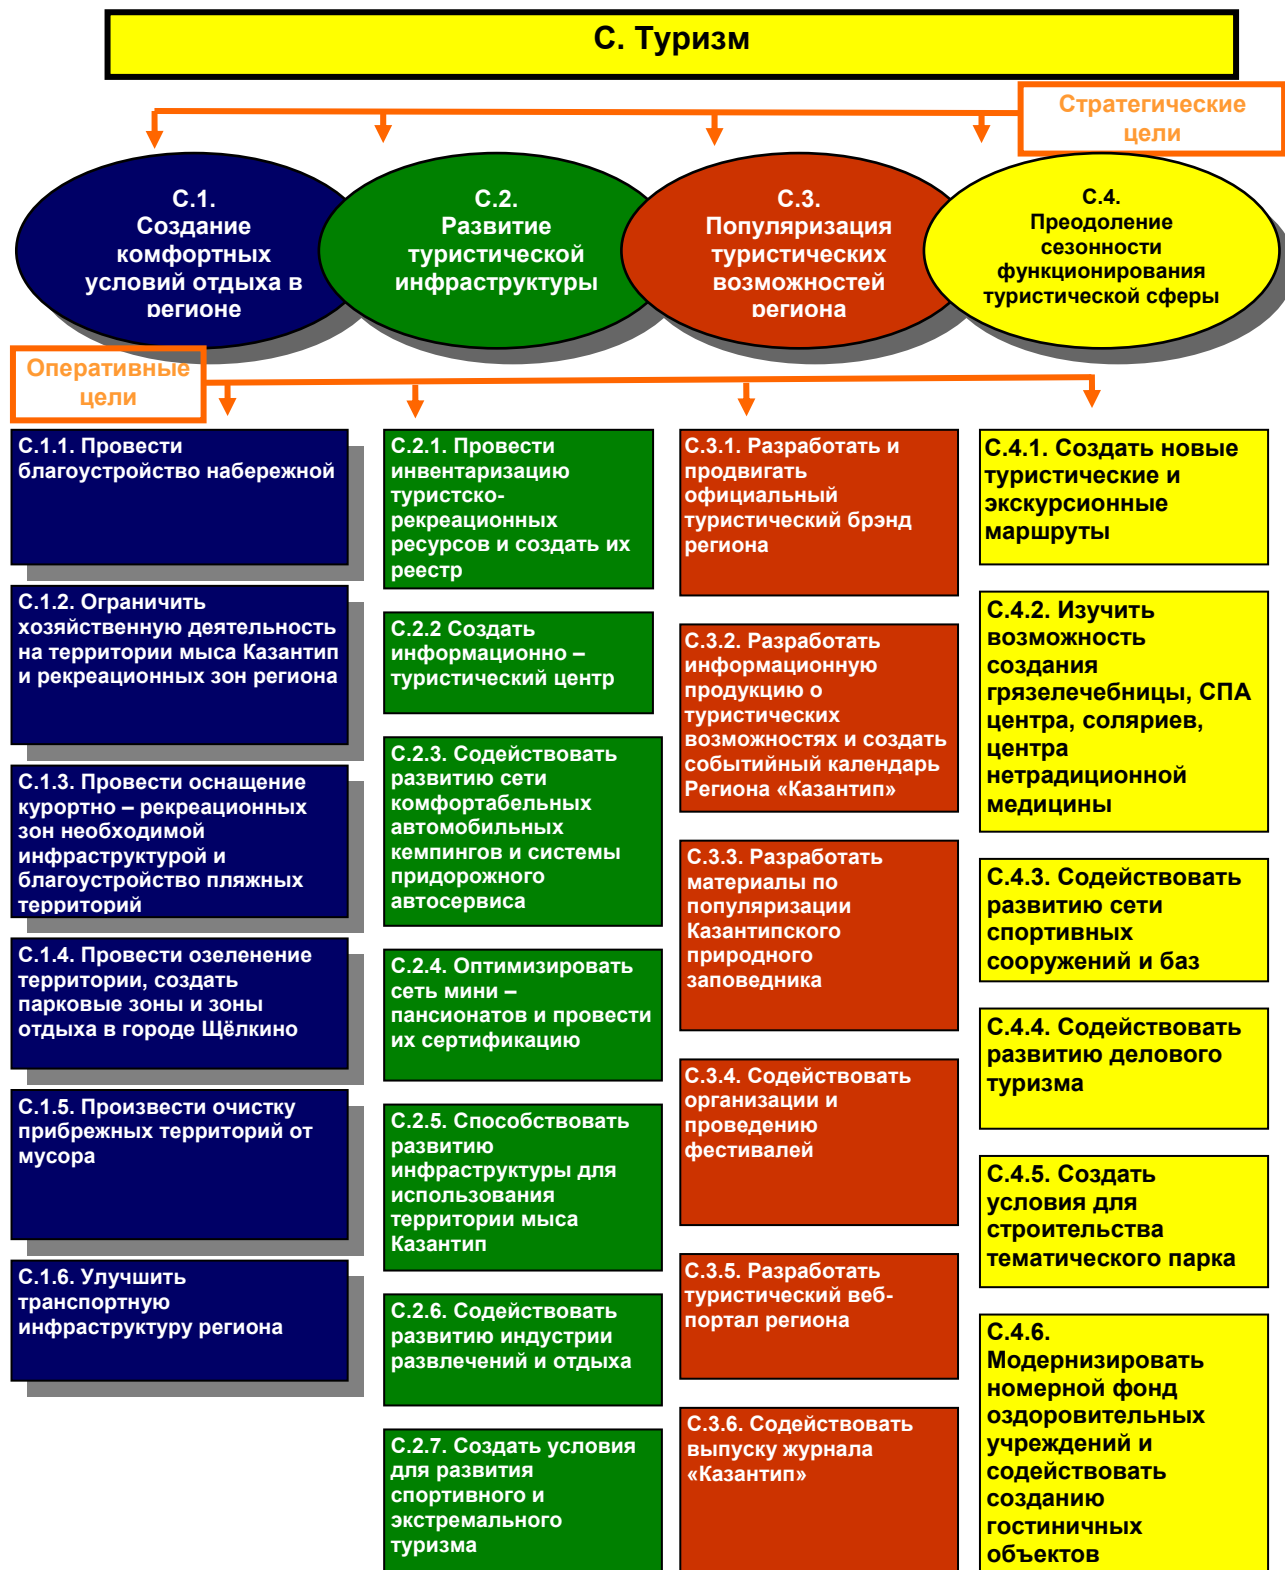 С. Туризм
Стратегические
цели
С.1.
Создание
комфортных
условий отдыха в
регионе
С.2.
Развитие
туристической
инфраструктуры
С.3.
Популяризация
туристических
возможностей
региона
С.4.
Преодоление
сезонности
функционирования
туристической сферы
Оперативные
цели
С.1.1. Провести
благоустройство набережной
С.1.2. Ограничить
хозяйственную деятельность
на территории мыса Казантип
и рекреационных зон региона
С.1.3. Провести оснащение
курортно – рекреационных
зон необходимой
инфраструктурой и
благоустройство пляжных
территорий
С.1.4. Провести озеленение
территории, создать
парковые зоны и зоны
отдыха в городе Щёлкино
С.1.5. Произвести очистку
прибрежных территорий от
мусора
С.1.6. Улучшить
транспортную
инфраструктуру региона
С.2.1. Провести
инвентаризацию
туристско-
рекреационных
ресурсов и создать их
реестр
С.2.2 Создать
информационно –
туристический центр
С.2.3. Содействовать
развитию сети
комфортабельных
автомобильных
кемпингов и системы
придорожного
автосервиса
С.2.4. Оптимизировать
сеть мини –
пансионатов и провести
их сертификацию
С.2.5. Способствовать
развитию
инфраструктуры для
использования
территории мыса
Казантип
С.2.6. Содействовать
развитию индустрии
развлечений и отдыха
С.2.7. Создать условия
для развития
спортивного и
экстремального
туризма
С.3.1. Разработать и
продвигать
официальный
туристический брэнд
региона
С.3.2. Разработать
информационную
продукцию о
туристических
возможностях и создать
событийный календарь
Региона «Казантип»
С.3.3. Разработать
материалы по
популяризации
Казантипского
природного
заповедника
С.3.4. Содействовать
организации и
проведению
фестивалей
С.3.5. Разработать
туристический веб-
портал региона
С.3.6. Содействовать
выпуску журнала
«Казантип»
С.4.1. Создать новые
туристические и
экскурсионные
маршруты
С.4.2. Изучить
возможность
создания
грязелечебницы, СПА
центра, соляриев,
центра
нетрадиционной
медицины
С.4.3. Содействовать
развитию сети
спортивных
сооружений и баз
С.4.4. Содействовать
развитию делового
туризма
С.4.5. Создать
условия для
строительства
тематического парка
С.4.6.
Модернизировать
номерной фонд
оздоровительных
учреждений и
содействовать
созданию
гостиничных
объектов